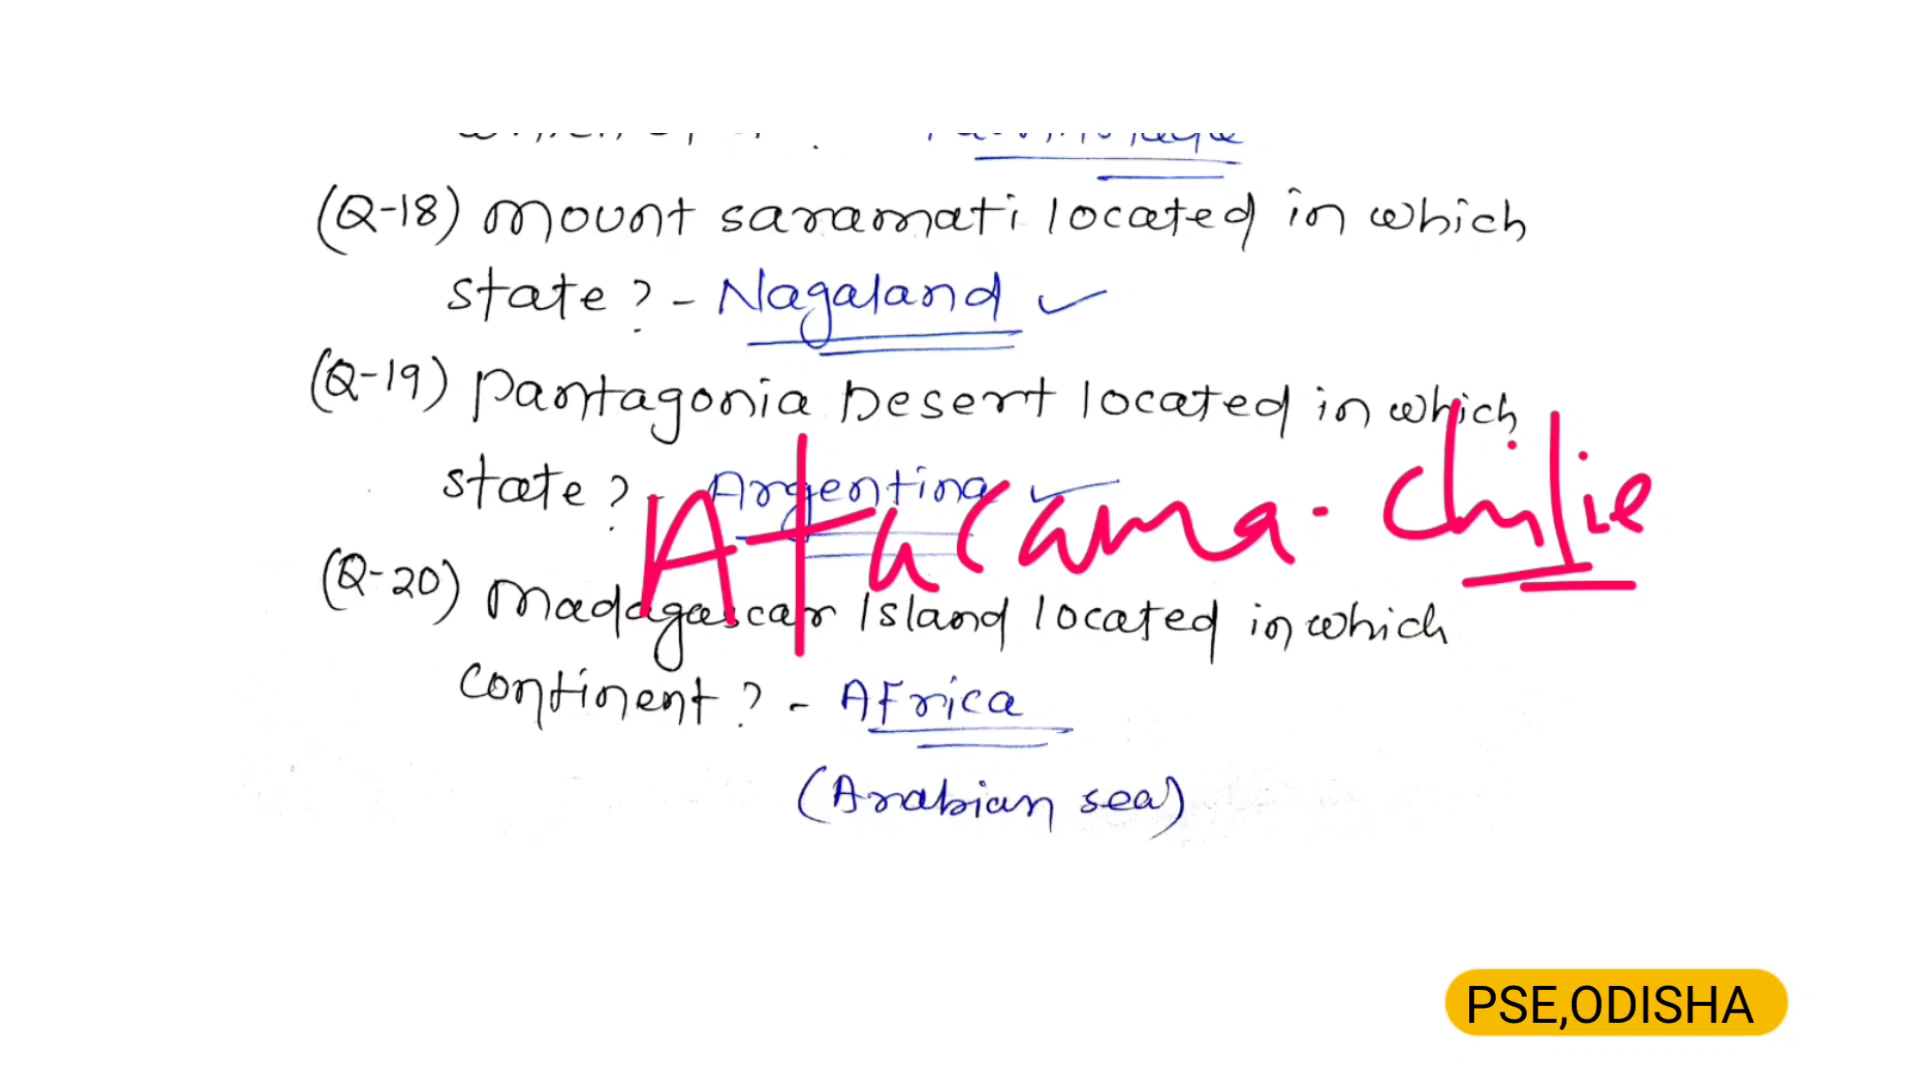 (Q-18) Mount saramati located in which
state? - Nagaland ✓
(Q-19) Pantagonia Desert located in which
state? - Argentina ✓
Atacama - chilie
(Q-20) Madagascar Island located in which
continent? - Africa
(Arabian sea)
PSE,ODISHA